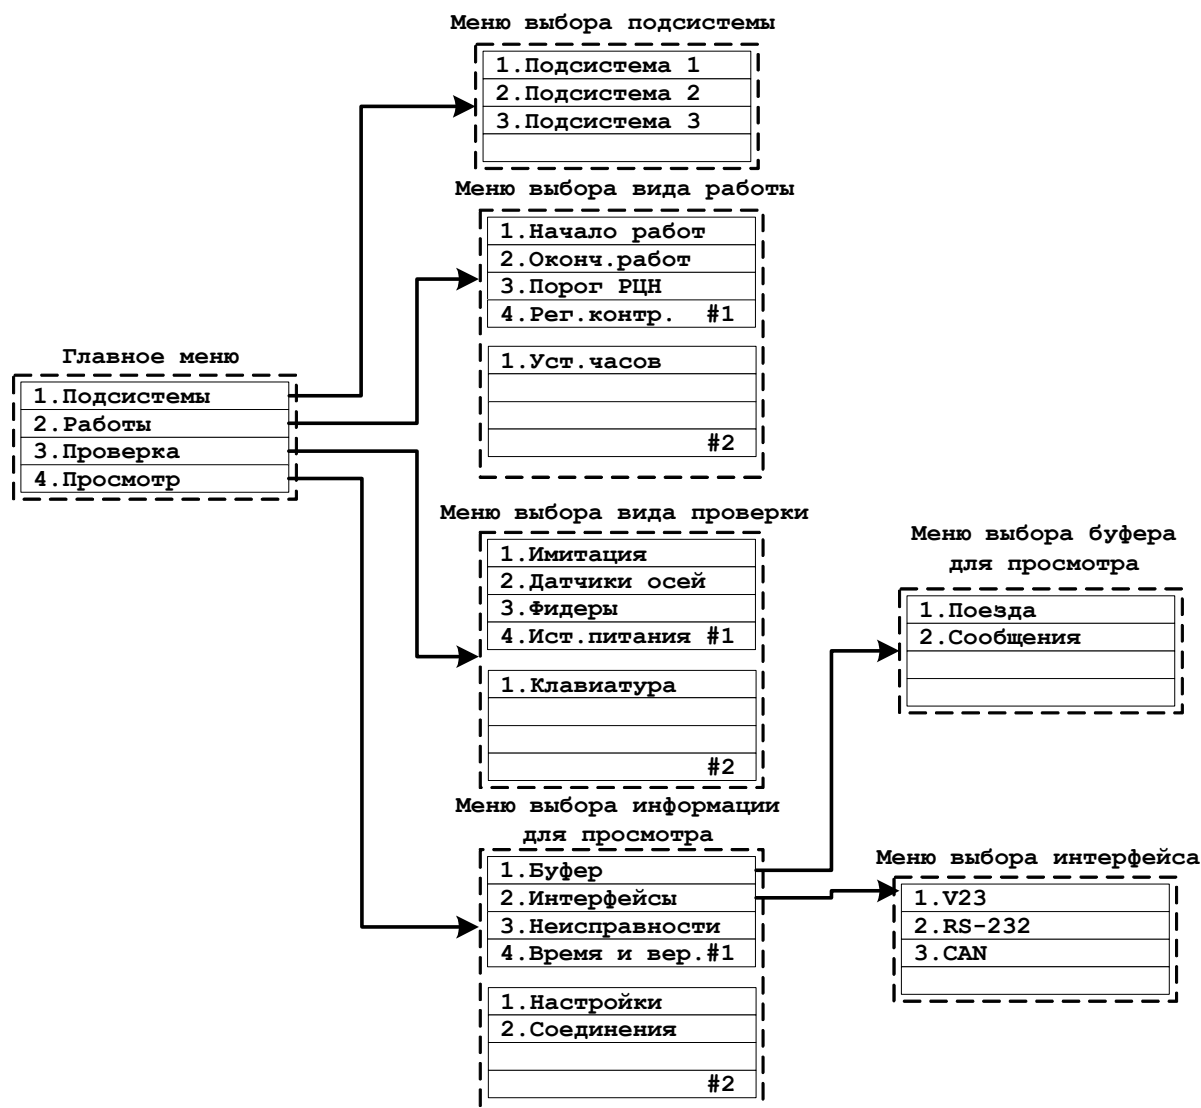 Меню выбора подсистемы
1.Подсистема 1
2.Подсистема 2
3.Подсистема 3
Меню выбора вида работы
1.Начало работ
2.Оконч.работ
3.Порог РЦН
4.Рег.контр. #1
1.Уст.часов
#2
Главное меню
1.Подсистемы
2.Работы
3.Проверка
4.Просмотр
Меню выбора вида проверки
1.Имитация
2.Датчики осей
3.Фидеры
4.Ист.питания #1
1.Клавиатура
#2
Меню выбора буфера
для просмотра
1.Поезда
2.Сообщения
Меню выбора информации
для просмотра
1.Буфер
2.Интерфейсы
3.Неисправности
4.Время и вер.#1
1.Настройки
2.Соединения
#2
Меню выбора интерфейса
1.V23
2.RS-232
3.CAN